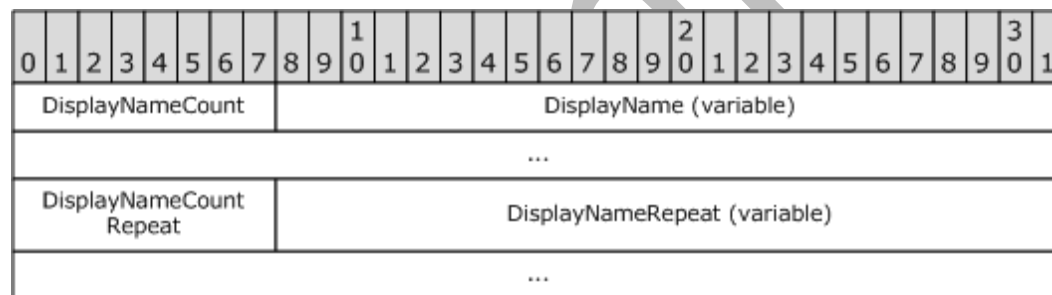 1 2 3
0 1 2 3 4 5 6 7 8 9 0 1 2 3 4 5 6 7 8 9 0 1 2 3 4 5 6 7 8 9 0 1
DisplayNameCount DisplayName (variable)
...
DisplayNameCount
Repeat
DisplayNameRepeat (variable)
...